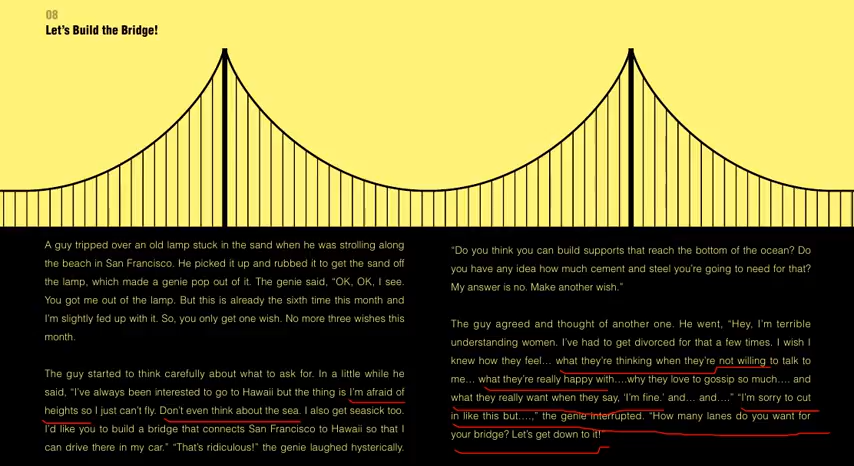 08
Let's Build the Bridge!
A guy tripped over an old lamp stuck in the sand when he was strolling along
the beach in San Francisco. He picked it up and rubbed it to get the sand off
the lamp, which made a genie pop out of it. The genie said, “OK, OK, I see.
You got me out of the lamp. But this is already the sixth time this month and
I'm slightly fed up with it. So, you only get one wish. No more three wishes this
month.
The guy started to think carefully about what to ask for. In a little while he
said, “I've always been interested to go to Hawaii but the thing is I'm afraid of
heights so I just can't fly. Don't even think about the sea. I also get seasick too.
I'd like you to build a bridge that connects San Francisco to Hawaii so that I
can drive there in my car.” “That's ridiculous!” the genie laughed hysterically.
“Do you think you can build supports that reach the bottom of the ocean? Do
you have any idea how much cement and steel you're going to need for that?
My answer is no. Make another wish.”
The guy agreed and thought of another one. He went, “Hey, I'm terrible
understanding women. I've had to get divorced for that a few times. I wish I
knew how they feel… what they're thinking when they're not willing to talk to
me… what they're really happy with….why they love to gossip so much…. and
what they really want when they say, ‘I'm fine.’ and… and….” “I'm sorry to cut
in like this but….,” the genie interrupted. “How many lanes do you want for
your bridge? Let's get down to it!”